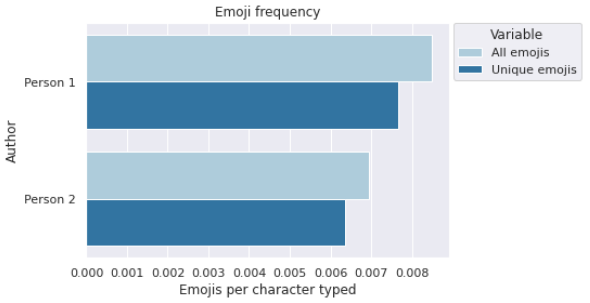 Emoji frequency
Variable
All emojis
Unique emojis
Author
Person 1
Person 2
0.000 0.001 0.002 0.003 0.004 0.005 0.006 0.007 0.008
Emojis per character typed